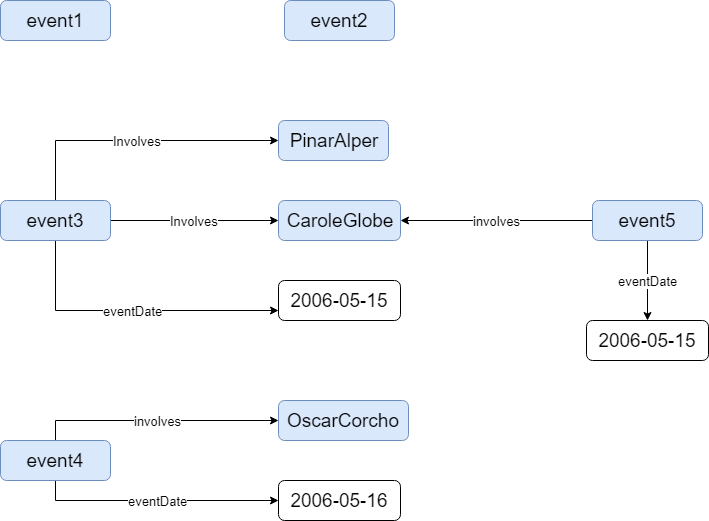 event1
event2
Involves
PinarAlper
event3
Involves
CaroleGlobe
involves
event5
eventDate
2006-05-15
eventDate
2006-05-15
involves
OscarCorcho
event4
eventDate
2006-05-16